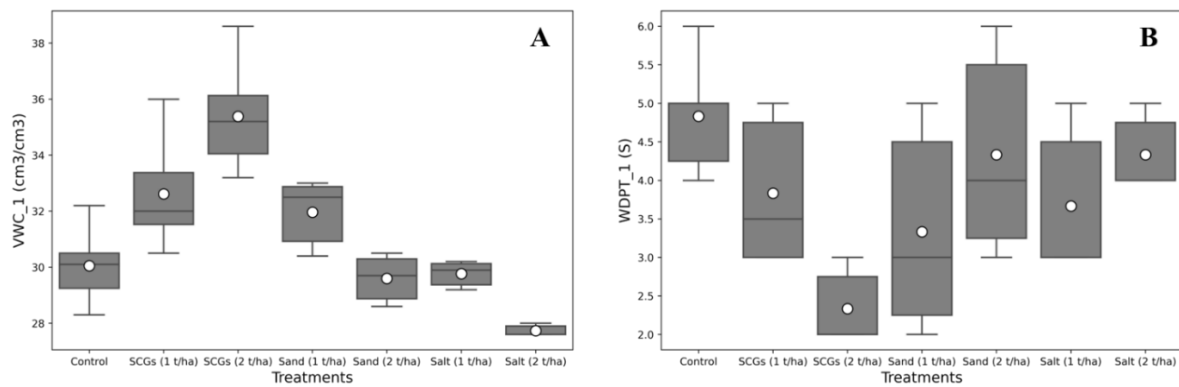 A
VWC_1 (cm3/cm3)
38
36
34
32
30
28
Control SCGs (1 t/ha) SCGs (2 t/ha) Sand (1 t/ha) Sand (2 t/ha) Salt (1 t/ha) Salt (2 t/ha)
Treatments
B
WDPT_1 (S)
6.0
5.5
5.0
4.5
4.0
3.5
3.0
2.5
2.0
Control SCGs (1 t/ha) SCGs (2 t/ha) Sand (1 t/ha) Sand (2 t/ha) Salt (1 t/ha) Salt (2 t/ha)
Treatments